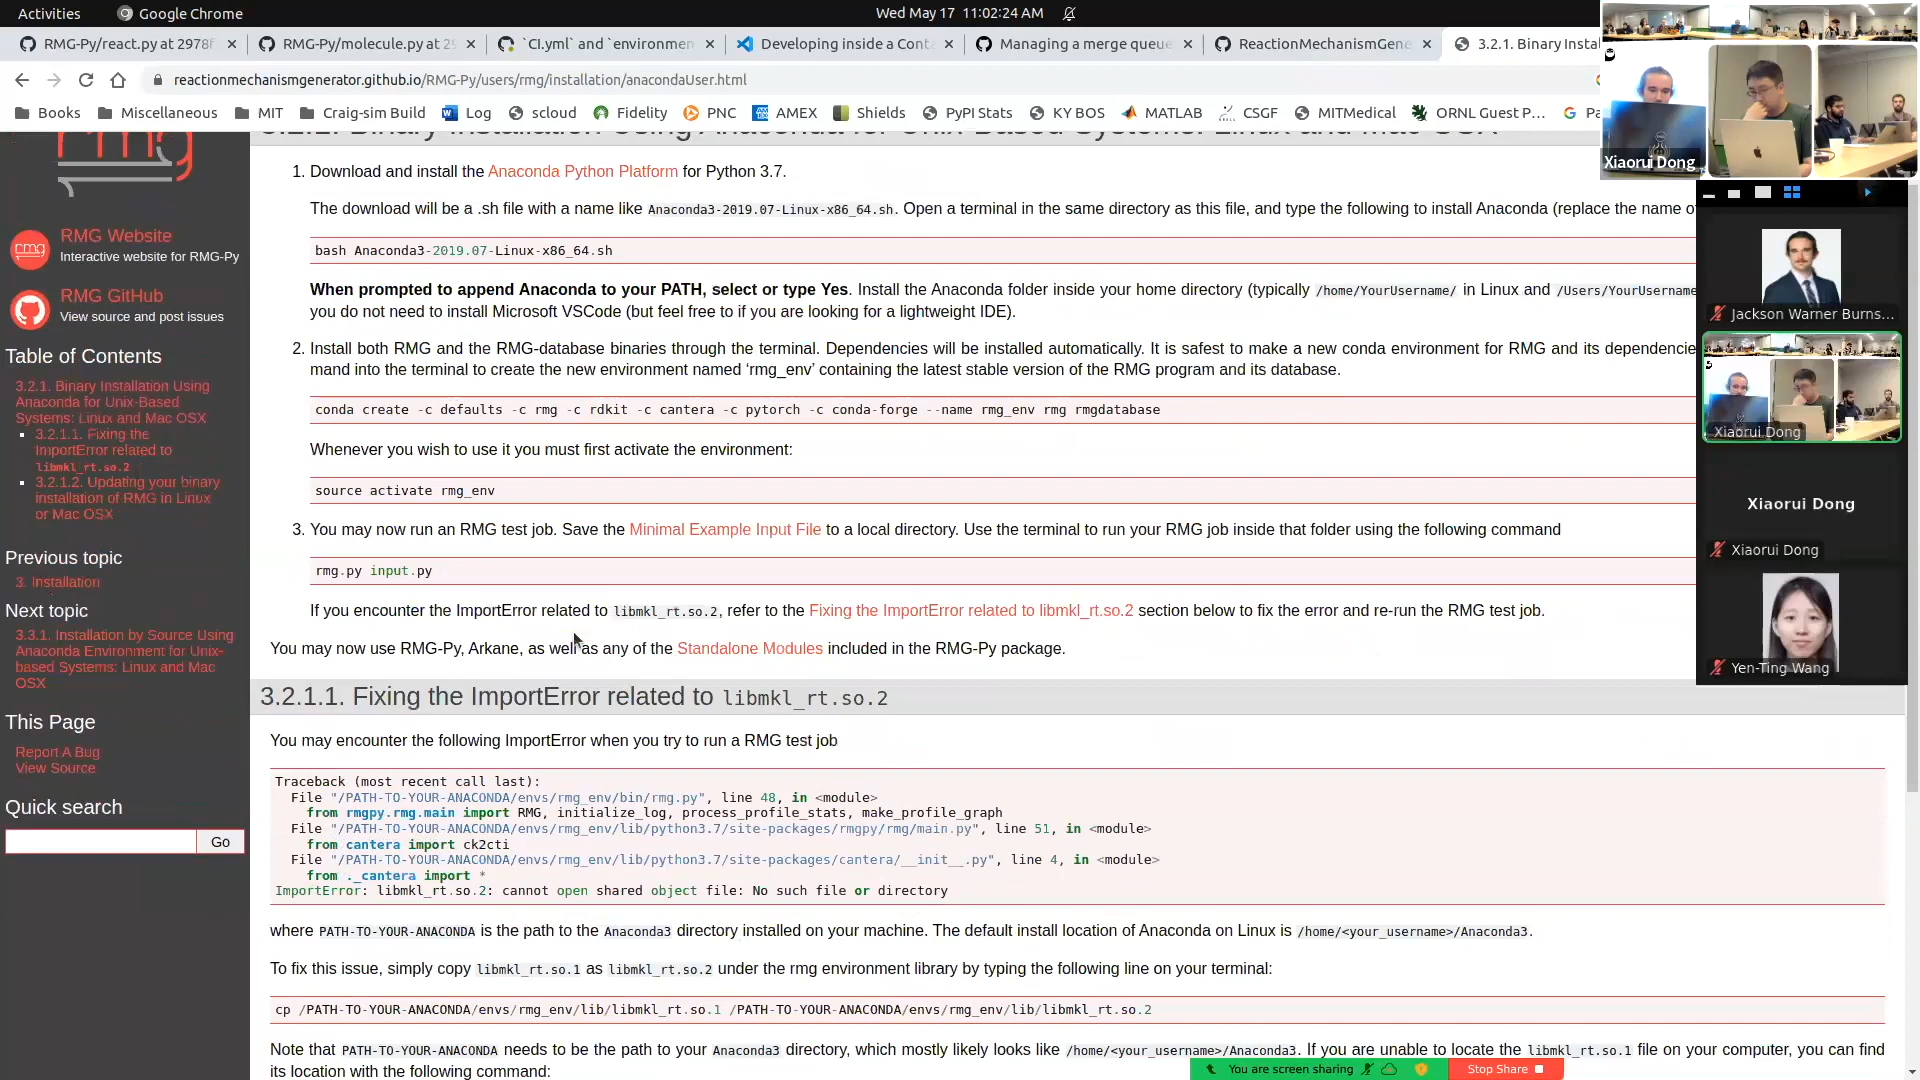 Activities
Google Chrome
Wed May 17 11:02:24 AM
RMG-Py/react.py at 2978f
RMG-Py/molecule.py at 2
`CI.yml` and `environmen
Developing inside a Cont
Managing a merge queue
ReactionMechanismGene
3.2.1. Binary Insta
reactionmechanismgenerator.github.io/RMG-Py/users/rmg/installation/anacondaUser.html
Books
Miscellaneous
MIT
Craig-sim Build
Log
scloud
Fidelity
PNC
AMEX
Shields
PyPI Stats
KY BOS
MATLAB
CSGF
MITMedical
ORNL Guest P...
rmg
RMG Website
Interactive website for RMG-Py
RMG GitHub
View source and post issues
Table of Contents
3.2.1. Binary Installation Using
Anaconda for Unix-Based
Systems: Linux and Mac OSX
3.2.1.1. Fixing the
ImportError related to
libmkl_rt.so.2
3.2.1.2. Updating your binary
installation of RMG in Linux
or Mac OSX
Previous topic
3. Installation
Next topic
3.3.1. Installation by Source Using
Anaconda Environment for Unix-
based Systems: Linux and Mac
OSX
This Page
Report A Bug
View Source
Quick search
Go
3.2.1. Binary Installation Using Anaconda for Unix-Based Systems: Linux and Mac OSX
1. Download and install the Anaconda Python Platform for Python 3.7.
The download will be a .sh file with a name like Anaconda3-2019.07-Linux-x86_64.sh. Open a terminal in the same directory as this file, and type the following to install Anaconda (replace the name o
bash Anaconda3-2019.07-Linux-x86_64.sh
When prompted to append Anaconda to your PATH, select or type Yes. Install the Anaconda folder inside your home directory (typically /home/YourUsername/ in Linux and /Users/YourUsername
you do not need to install Microsoft VSCode (but feel free to if you are looking for a lightweight IDE).
2. Install both RMG and the RMG-database binaries through the terminal. Dependencies will be installed automatically. It is safest to make a new conda environment for RMG and its dependencie
mand into the terminal to create the new environment named ‘rmg_env’ containing the latest stable version of the RMG program and its database.
conda create -c defaults -c rmg -c rdkit -c cantera -c pytorch -c conda-forge --name rmg_env rmg rmgdatabase
Whenever you wish to use it you must first activate the environment:
source activate rmg_env
3. You may now run an RMG test job. Save the Minimal Example Input File to a local directory. Use the terminal to run your RMG job inside that folder using the following command
rmg.py input.py
If you encounter the ImportError related to libmkl_rt.so.2, refer to the Fixing the ImportError related to libmkl_rt.so.2 section below to fix the error and re-run the RMG test job.
You may now use RMG-Py, Arkane, as well as any of the Standalone Modules included in the RMG-Py package.
3.2.1.1. Fixing the ImportError related to libmkl_rt.so.2
You may encounter the following ImportError when you try to run a RMG test job
Traceback (most recent call last):
File "/PATH-TO-YOUR-ANACONDA/envs/rmg_env/bin/rmg.py", line 48, in <module>
from rmgpy.rmg.main import RMG, initialize_log, process_profile_stats, make_profile_graph
File "/PATH-TO-YOUR-ANACONDA/envs/rmg_env/lib/python3.7/site-packages/rmgpy/rmg/main.py", line 51, in <module>
from cantera import ck2cti
File "/PATH-TO-YOUR-ANACONDA/envs/rmg_env/lib/python3.7/site-packages/cantera/__init__.py", line 4, in <module>
from ._cantera import *
ImportError: libmkl_rt.so.2: cannot open shared object file: No such file or directory
where PATH-TO-YOUR-ANACONDA is the path to the Anaconda3 directory installed on your machine. The default install location of Anaconda on Linux is /home/<your_username>/Anaconda3.
To fix this issue, simply copy libmkl_rt.so.1 as libmkl_rt.so.2 under the rmg environment library by typing the following line on your terminal:
cp /PATH-TO-YOUR-ANACONDA/envs/rmg_env/lib/libmkl_rt.so.1 /PATH-TO-YOUR-ANACONDA/envs/rmg_env/lib/libmkl_rt.so.2
Note that PATH-TO-YOUR-ANACONDA needs to be the path to your Anaconda3 directory, which mostly likely looks like /home/<your_username>/Anaconda3. If you are unable to locate the libmkl_rt.so.1 file on your computer, you can find
its location with the following command:
Xiaorui Dong
Jackson Warner Burns...
Xiaorui Dong
Xiaorui Dong
Xiaorui Dong
Yen-Ting Wang
You are screen sharing
Stop Share